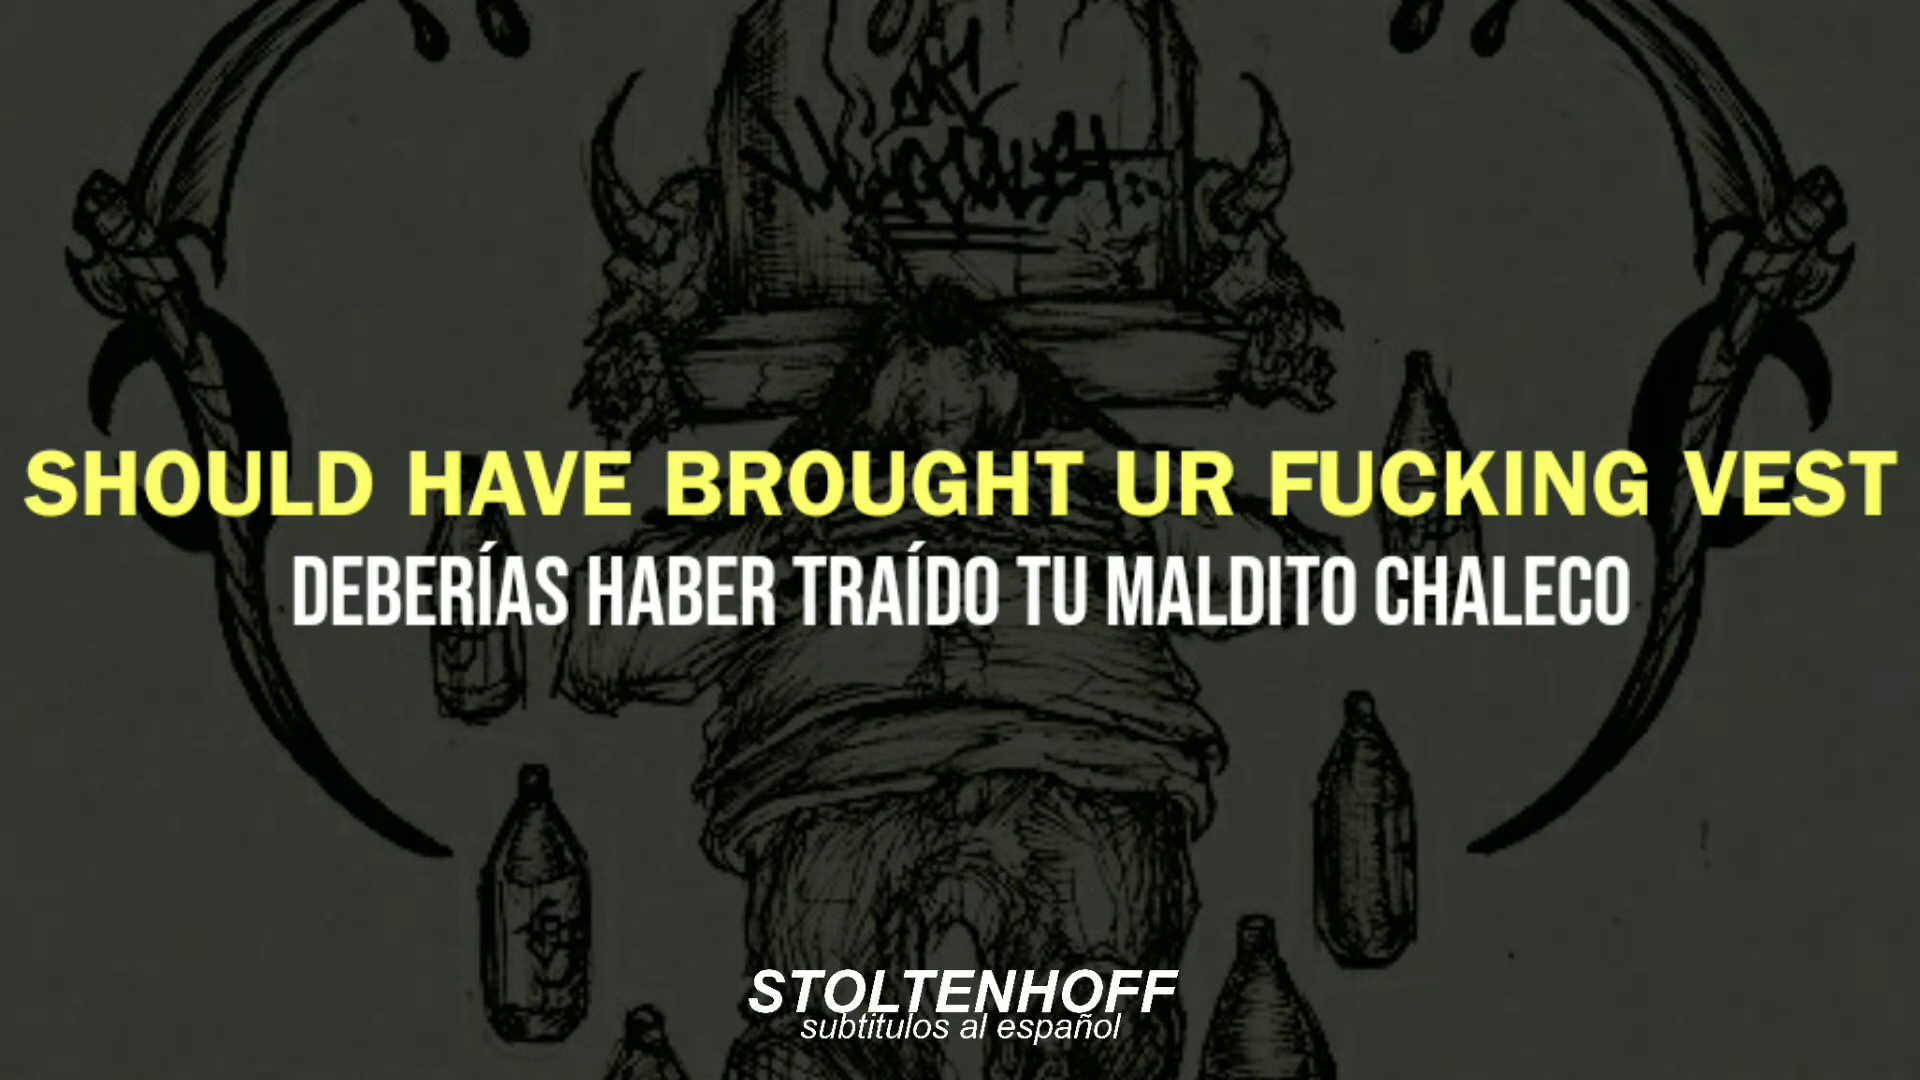 SHOULD HAVE BROUGHT UR FUCKING VEST
DEBERÍAS HABER TRAÍDO TU MALDITO CHALECO
STOLTENHOFF
subtitulos al español